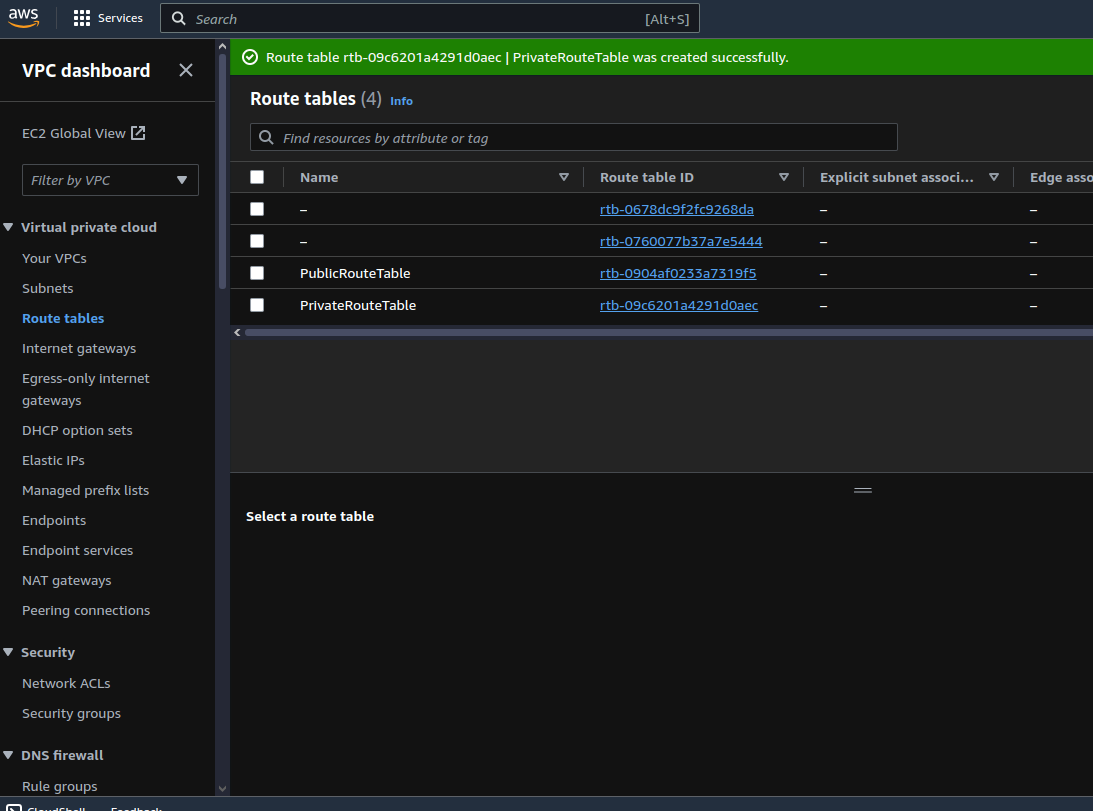 aws Services Search [Alt+S]
VPC dashboard
EC2 Global View
Filter by VPC
Virtual private cloud
Your VPCs
Subnets
Route tables
Internet gateways
Egress-only internet
gateways
DHCP option sets
Elastic IPs
Managed prefix lists
Endpoints
Endpoint services
NAT gateways
Peering connections
Security
Network ACLs
Security groups
DNS firewall
Rule groups
Route table rtb-09c6201a4291d0aec | PrivateRouteTable was created successfully.
Route tables (4) Info
Find resources by attribute or tag
Name Route table ID Explicit subnet associ... Edge asso
– rtb-0678dc9f2fc9268da – –
– rtb-0760077b37a7e5444 – –
PublicRouteTable rtb-0904af0233a7319f5 – –
PrivateRouteTable rtb-09c6201a4291d0aec – –
Select a route table
CloudShell Feedback